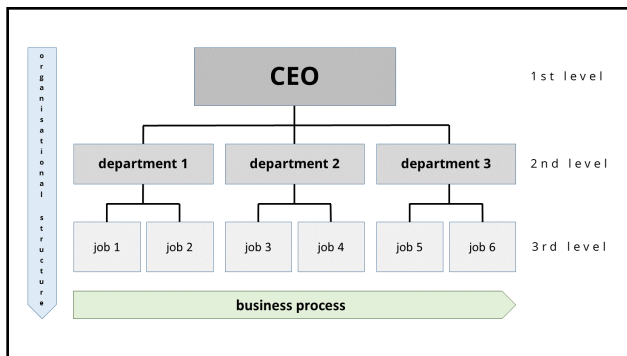 organisational structure
CEO
1st level
department 1
department 2
department 3
2nd level
job 1
job 2
job 3
job 4
job 5
job 6
3rd level
business process